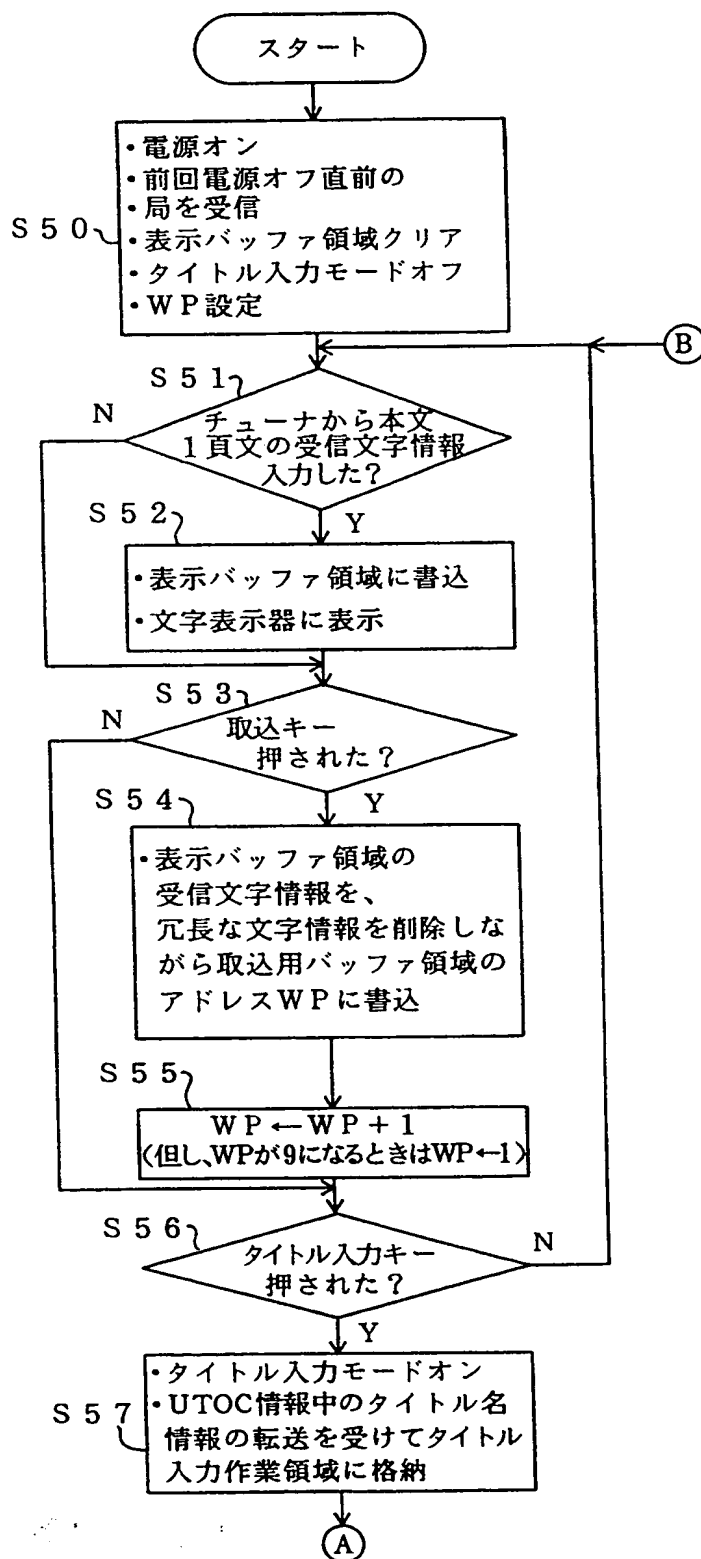 スタート
・電源オン
・前回電源オフ直前の
・局を受信
S50
・表示バッファ領域クリア
・タイトル入力モードオフ
・WP設定
B
S51
N
チューナから本文
1頁文の受信文字情報
入力した?
S52
Y
・表示バッファ領域に書込
・文字表示器に表示
S53
N
取込キー
押された?
S54
Y
・表示バッファ領域の
受信文字情報を、
冗長な文字情報を削除しな
がら取込用バッファ領域の
アドレスWPに書込
S55
WP←WP+1
(但し、WPが9になるときはWP←1)
S56
N
タイトル入力キー
押された?
Y
・タイトル入力モードオン
S57
・UTOC情報中のタイトル名
情報の転送を受けてタイトル
入力作業領域に格納
A